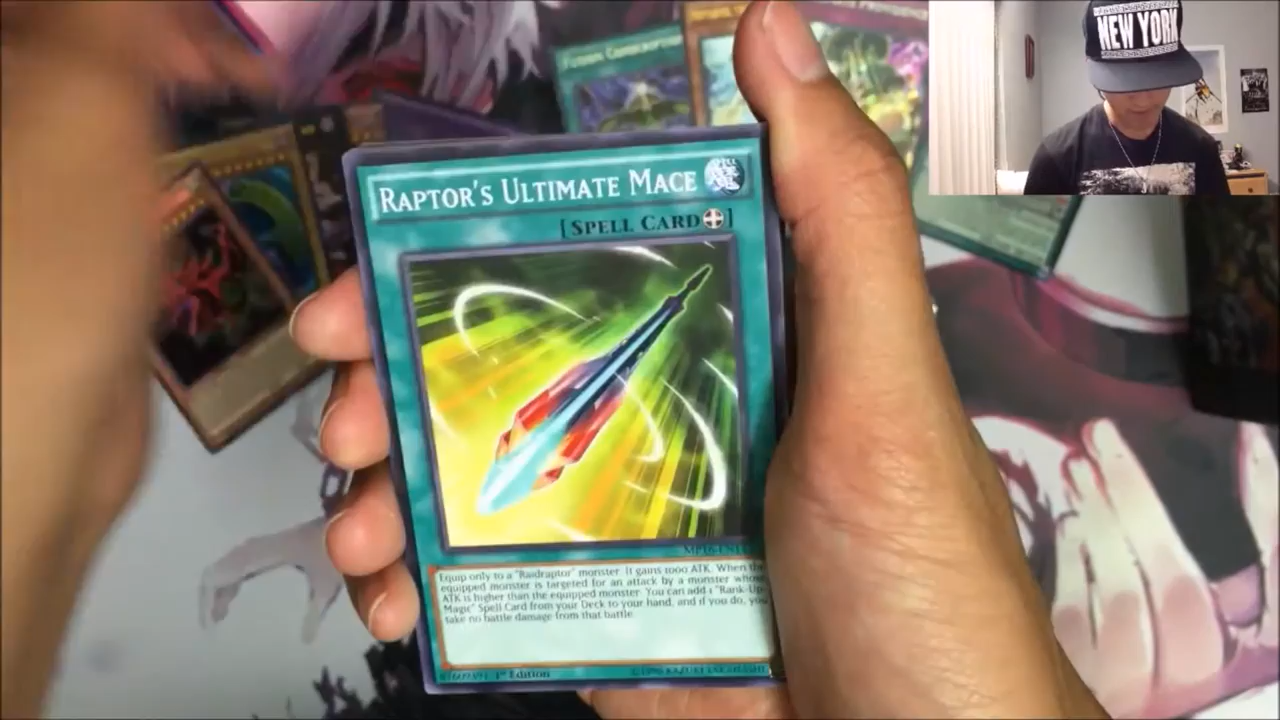 NEW YORK
RAPTOR'S ULTIMATE MACE
[SPELL CARD]
Equip only to a "Raidraptor" monster. It gains 1000 ATK. When the
equipped monster is targeted for an attack by a monster whose
ATK is higher than the equipped monster: You can add 1 "Rank-Up-
Magic" Spell Card from your Deck to your hand, and if you do, you
take no battle damage from that battle.
1st Edition